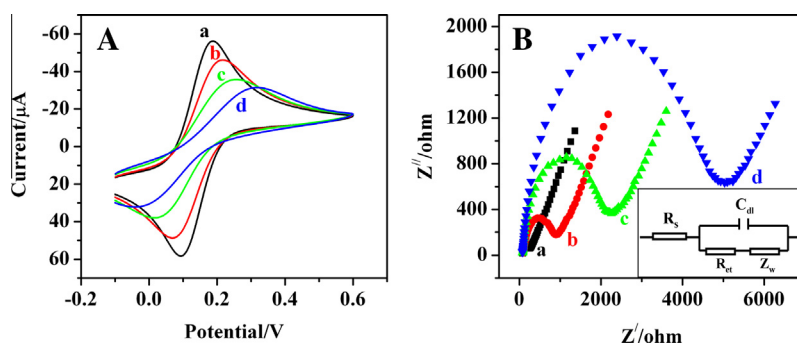 A
a
b
c
d
-60
-40
-20
0
20
40
60
Current/μA
-0.2 0.0 0.2 0.4 0.6
Potential/V
B
2000
1600
1200
800
400
0
Z''/ohm
a
b
c
d
Rs
Cdl
Ret
Zw
0 2000 4000 6000
Z'/ohm